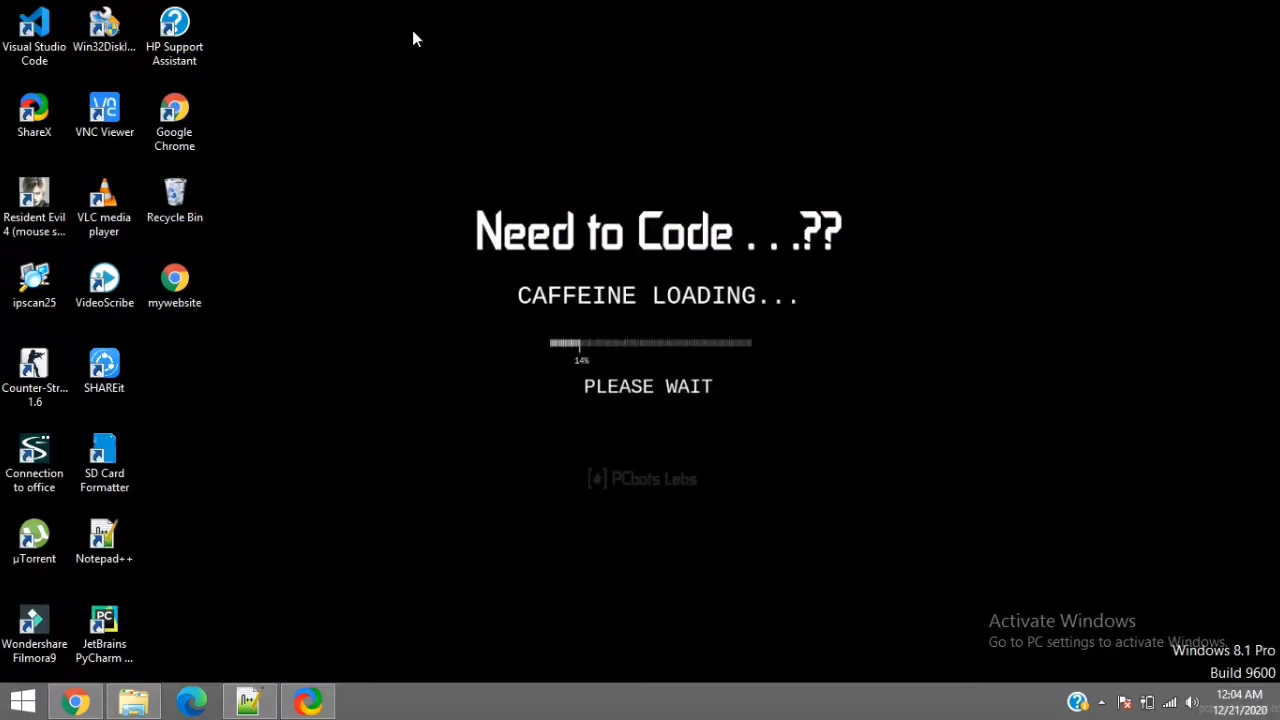 Visual Studio
Code
Win32DiskI...
HP Support
Assistant
ShareX
VNC Viewer
Google
Chrome
Resident Evil
4 (mouse s...
VLC media
player
Recycle Bin
ipscan25
VideoScribe
mywebsite
Counter-Str...
1.6
SHAREit
Connection
to office
SD Card
Formatter
µTorrent
Notepad++
Wondershare
Filmora9
JetBrains
PyCharm ...
Need to Code . . .??
CAFFEINE LOADING...
14%
PLEASE WAIT
[#] PCbots Labs
Activate Windows
Go to PC settings to activate Windows.
Windows 8.1 Pro
Build 9600
12:04 AM
12/21/2020